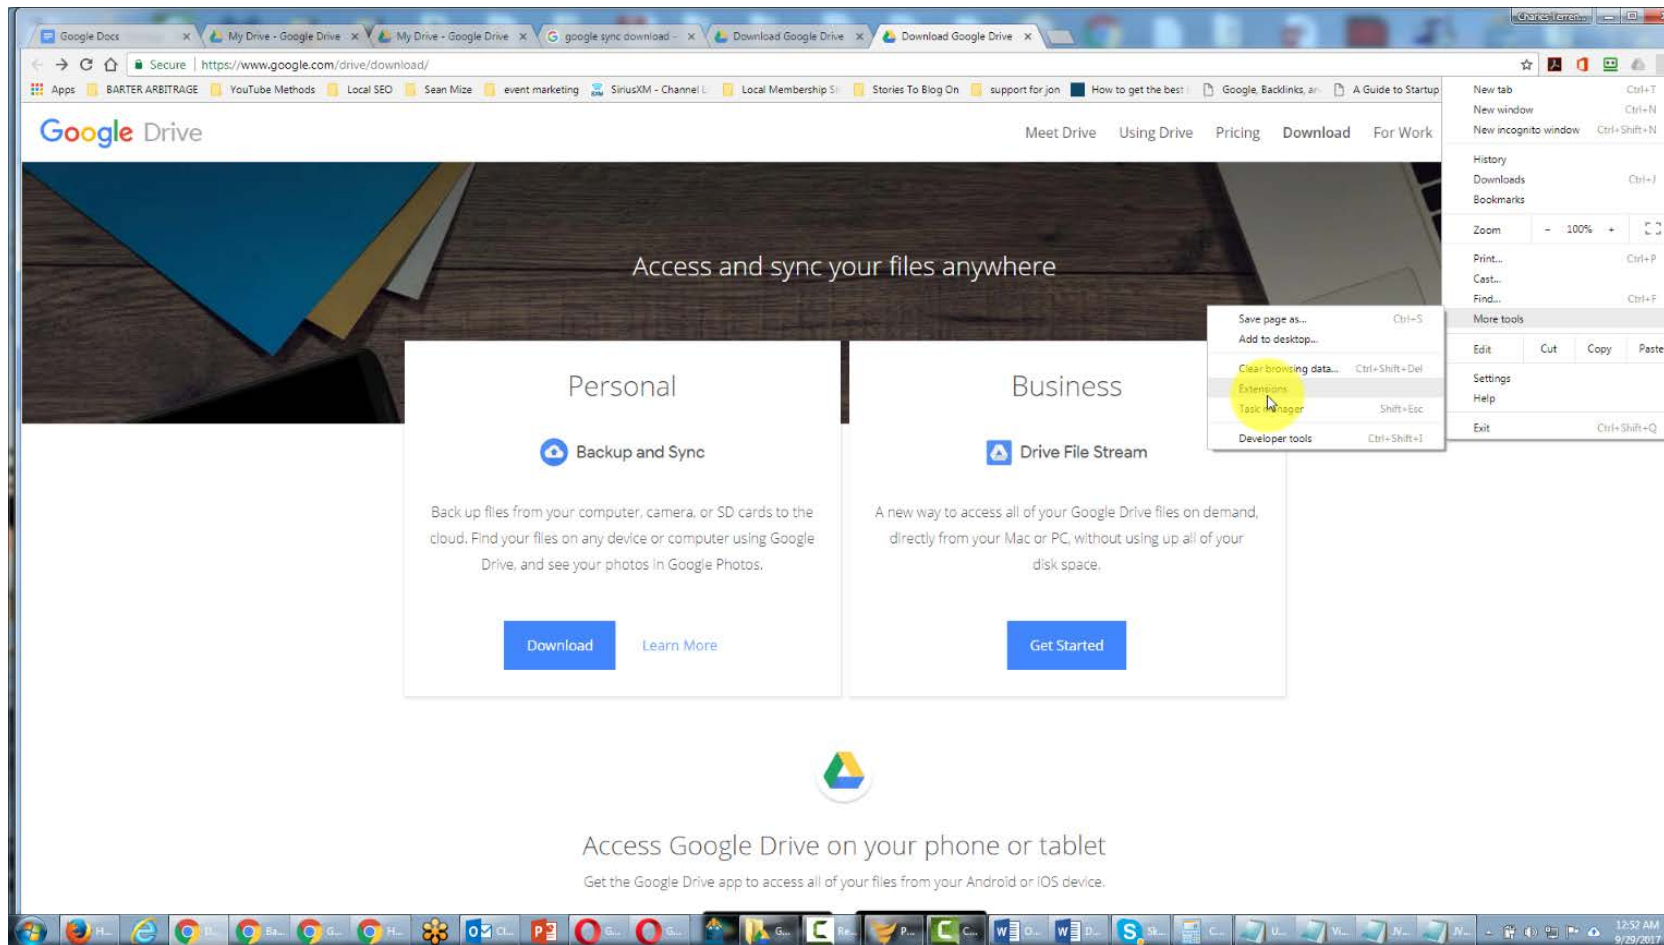 Charles Terren...
Google Docs
My Drive - Google Drive
My Drive - Google Drive
google sync download -
Download Google Drive
Download Google Drive
Secure | https://www.google.com/drive/download/
Apps BARTER ARBITRAGE YouTube Methods Local SEO Sean Mize event marketing SiriusXM - Channel Local Membership Stories To Blog On support for jon How to get the best Google, Backlinks, an A Guide to Startup
Google Drive
Meet Drive Using Drive Pricing Download For Work
New tab Ctrl+T
New window Ctrl+N
New incognito window Ctrl+Shift+N
History
Downloads Ctrl+J
Bookmarks
Zoom - 100% +
Print... Ctrl+P
Cast...
Find... Ctrl+F
More tools
Edit Cut Copy Paste
Settings
Help
Exit Ctrl+Shift+Q
Save page as... Ctrl+S
Add to desktop...
Clear browsing data... Ctrl+Shift+Del
Extensions
Task manager Shift+Esc
Developer tools Ctrl+Shift+I
Access and sync your files anywhere
Personal
Backup and Sync
Back up files from your computer, camera, or SD cards to the
cloud. Find your files on any device or computer using Google
Drive, and see your photos in Google Photos.
Download Learn More
Business
Drive File Stream
A new way to access all of your Google Drive files on demand,
directly from your Mac or PC, without using up all of your
disk space.
Get Started
Access Google Drive on your phone or tablet
Get the Google Drive app to access all of your files from your Android or iOS device.
H... D... Ba... G... H... Cl... G... G... G... Re... P... C... O... D... Sk... C... U... Vi... N... N...
12:52 AM
9/29/2017